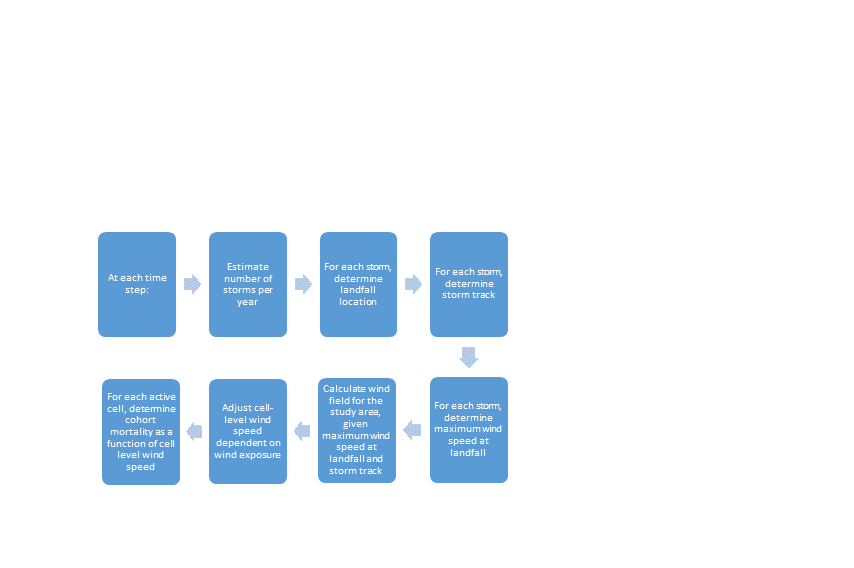 At each time
step:
Estimate
number of
storms per
year
For each storm,
determine
landfall
location
For each storm,
determine
storm track
For each storm,
determine
maximum wind
speed at
landfall
Calculate wind
field for the
study area,
given
maximum wind
speed at
landfall and
storm track
Adjust cell-
level wind
speed
dependent on
wind exposure
For each active
cell, determine
cohort
mortality as a
function of cell
level wind
speed